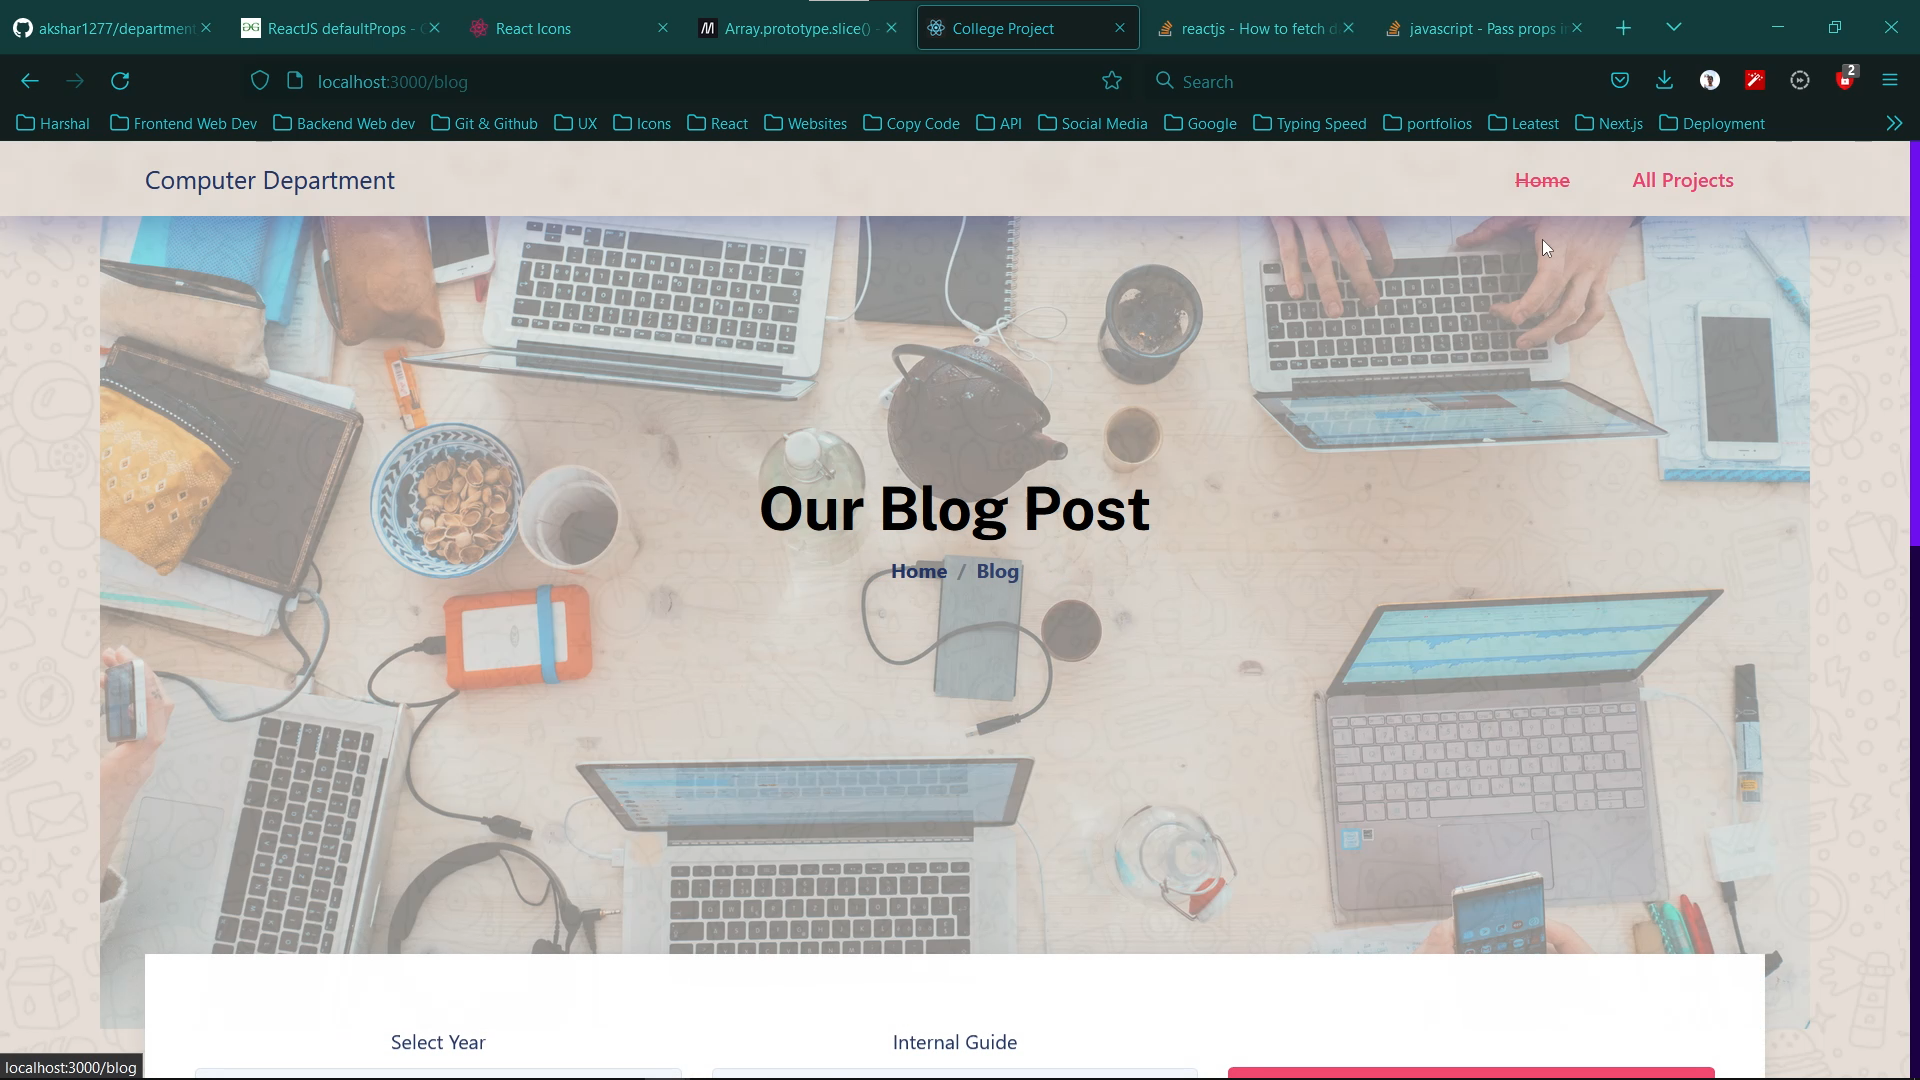 akshar1277/department
ReactJS defaultProps -
React Icons
Array.prototype.slice() -
College Project
reactjs - How to fetch d
javascript - Pass props i
localhost:3000/blog
Search
2
Harshal
Frontend Web Dev
Backend Web dev
Git & Github
UX
Icons
React
Websites
Copy Code
API
Social Media
Google
Typing Speed
portfolios
Leatest
Next.js
Deployment
Computer Department
Home
All Projects
Our Blog Post
Home / Blog
Select Year
Internal Guide
localhost:3000/blog